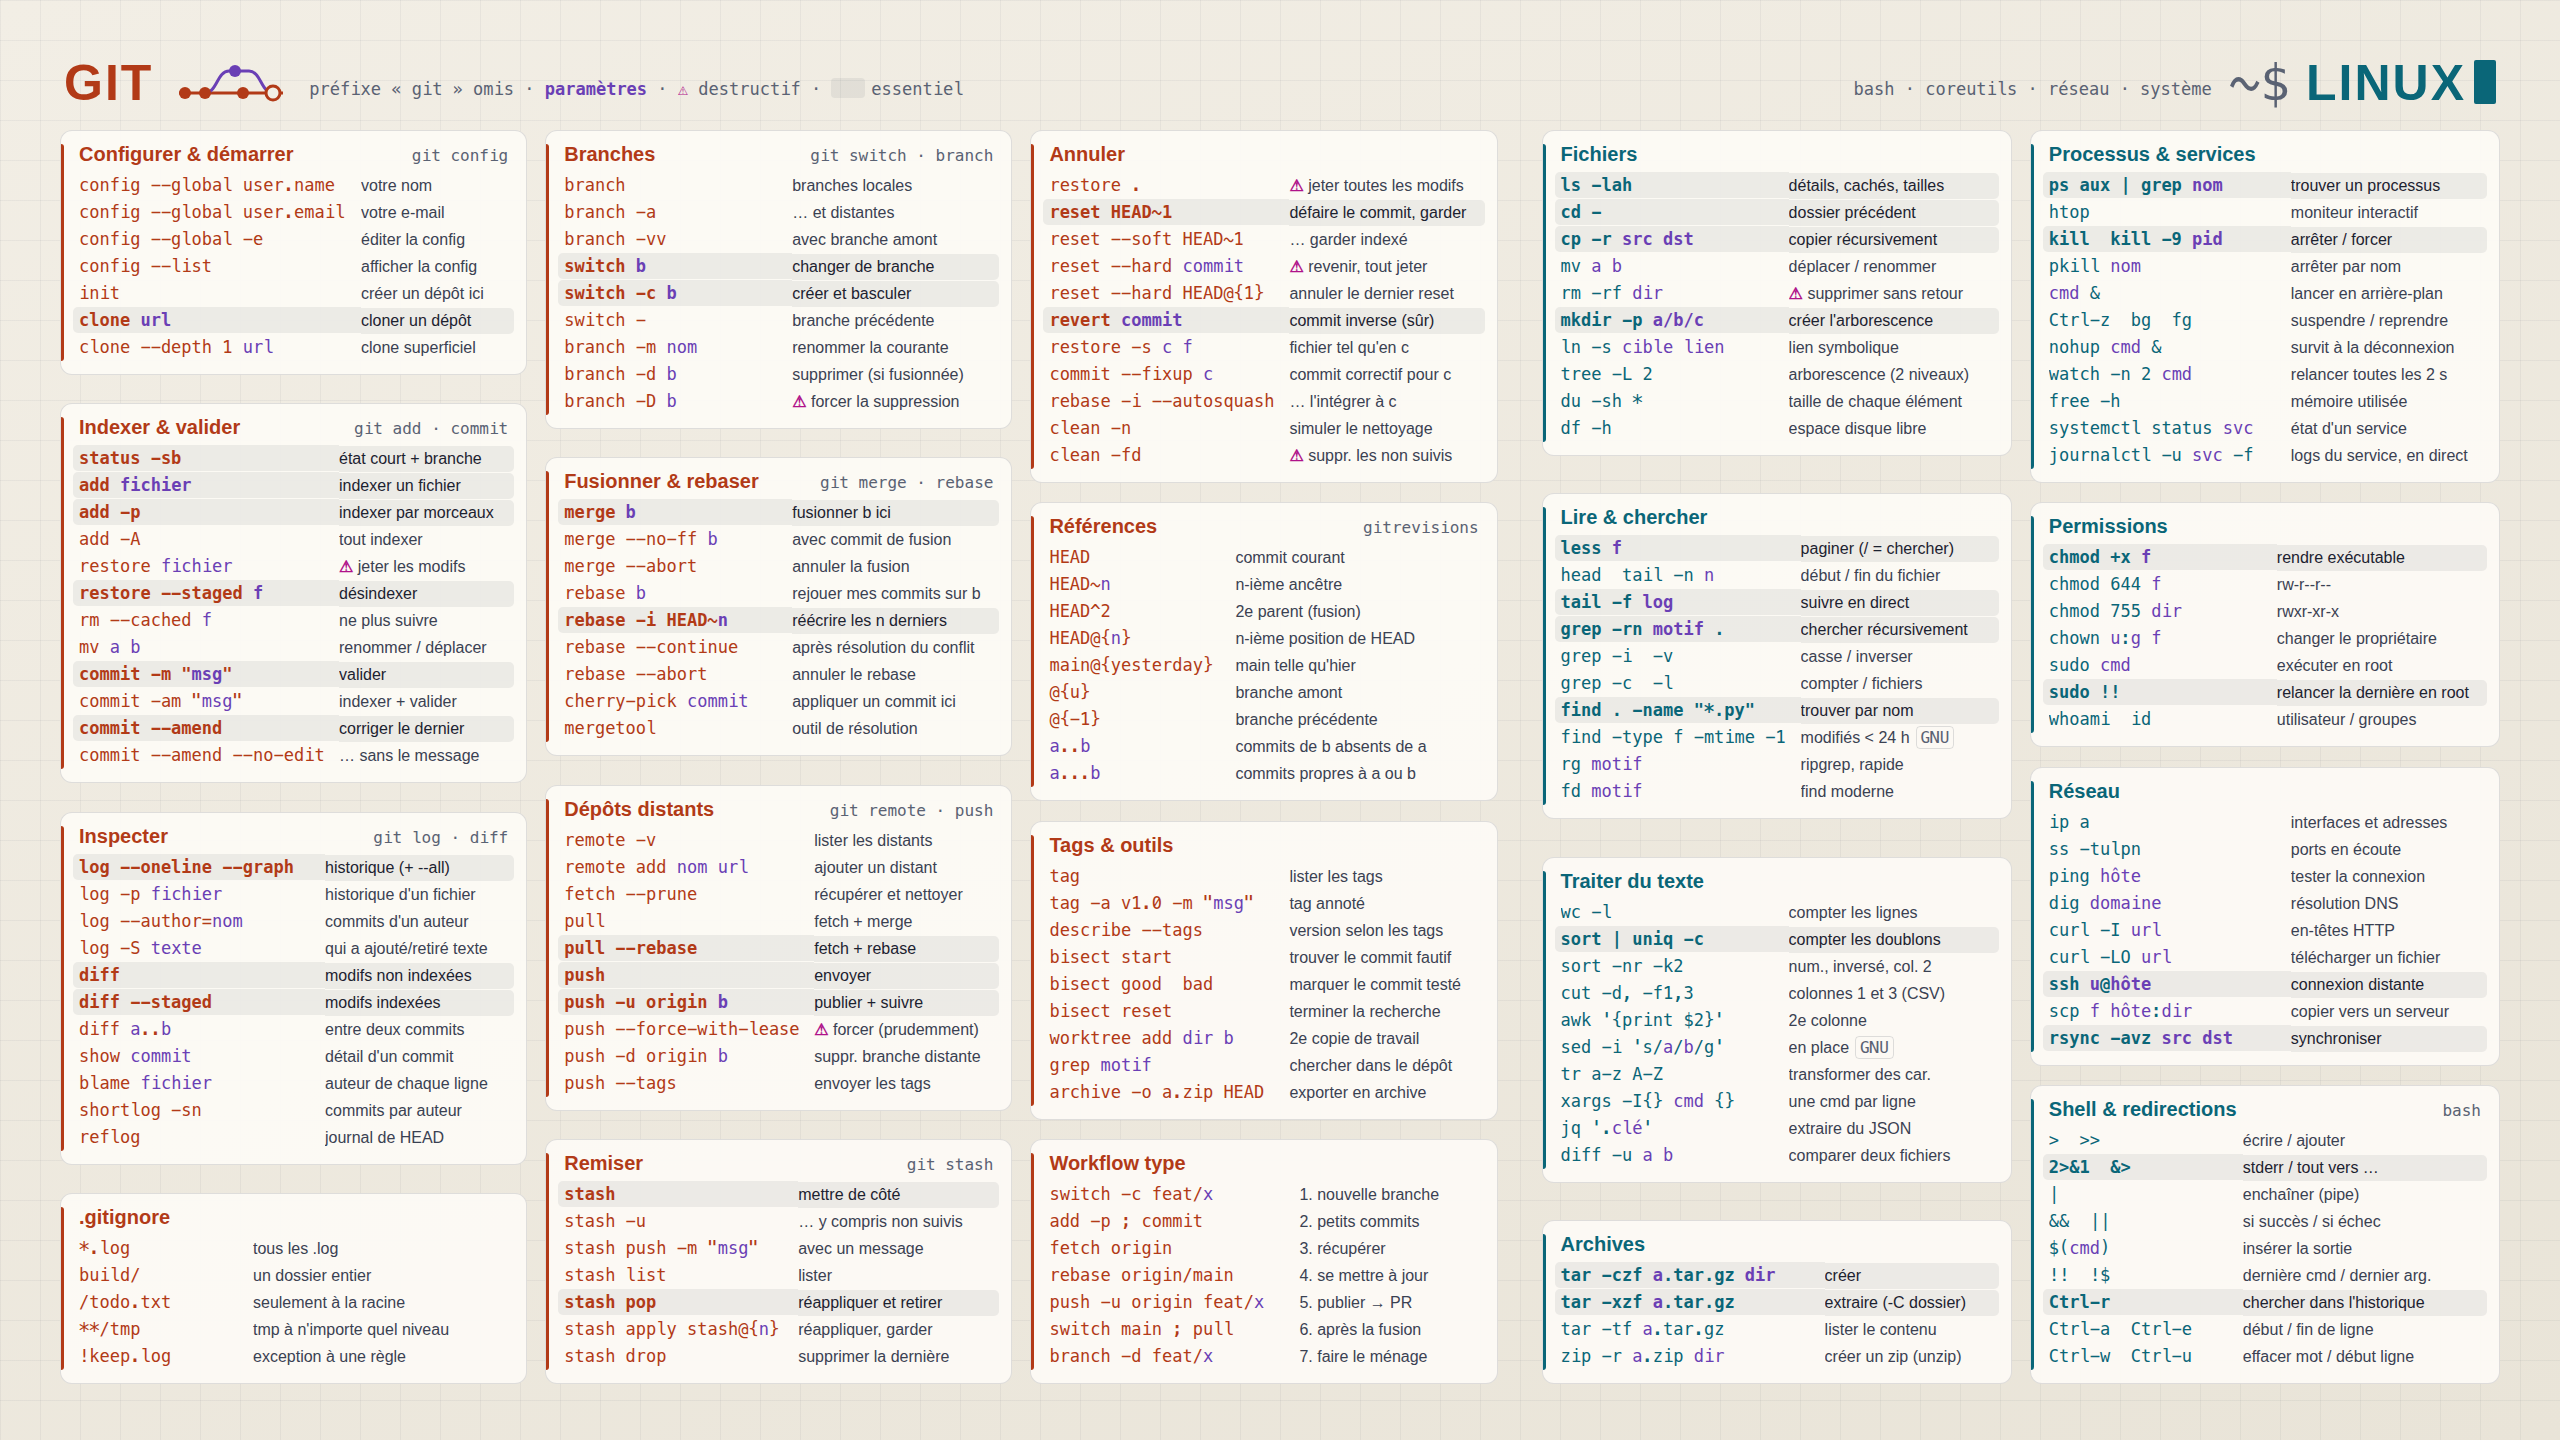 GIT
préfixe « git » omis · paramètres · ⚠ destructif · essentiel
bash · coreutils · réseau · système
~$ LINUX
Configurer & démarrer git config
config --global user.name votre nom
config --global user.email votre e-mail
config --global -e éditer la config
config --list afficher la config
init créer un dépôt ici
clone url cloner un dépôt
clone --depth 1 url clone superficiel
Indexer & valider git add · commit
status -sb état court + branche
add fichier indexer un fichier
add -p indexer par morceaux
add -A tout indexer
restore fichier ⚠ jeter les modifs
restore --staged f désindexer
rm --cached f ne plus suivre
mv a b renommer / déplacer
commit -m "msg" valider
commit -am "msg" indexer + valider
commit --amend corriger le dernier
commit --amend --no-edit … sans le message
Inspecter git log · diff
log --oneline --graph historique (+ --all)
log -p fichier historique d'un fichier
log --author=nom commits d'un auteur
log -S texte qui a ajouté/retiré texte
diff modifs non indexées
diff --staged modifs indexées
diff a..b entre deux commits
show commit détail d'un commit
blame fichier auteur de chaque ligne
shortlog -sn commits par auteur
reflog journal de HEAD
.gitignore
*.log tous les .log
build/ un dossier entier
/todo.txt seulement à la racine
**/tmp tmp à n'importe quel niveau
!keep.log exception à une règle
Branches git switch · branch
branch branches locales
branch -a … et distantes
branch -vv avec branche amont
switch b changer de branche
switch -c b créer et basculer
switch - branche précédente
branch -m nom renommer la courante
branch -d b supprimer (si fusionnée)
branch -D b ⚠ forcer la suppression
Fusionner & rebaser git merge · rebase
merge b fusionner b ici
merge --no-ff b avec commit de fusion
merge --abort annuler la fusion
rebase b rejouer mes commits sur b
rebase -i HEAD~n réécrire les n derniers
rebase --continue après résolution du conflit
rebase --abort annuler le rebase
cherry-pick commit appliquer un commit ici
mergetool outil de résolution
Dépôts distants git remote · push
remote -v lister les distants
remote add nom url ajouter un distant
fetch --prune récupérer et nettoyer
pull fetch + merge
pull --rebase fetch + rebase
push envoyer
push -u origin b publier + suivre
push --force-with-lease ⚠ forcer (prudemment)
push -d origin b suppr. branche distante
push --tags envoyer les tags
Remiser git stash
stash mettre de côté
stash -u … y compris non suivis
stash push -m "msg" avec un message
stash list lister
stash pop réappliquer et retirer
stash apply stash@{n} réappliquer, garder
stash drop supprimer la dernière
Annuler
restore . ⚠ jeter toutes les modifs
reset HEAD~1 défaire le commit, garder
reset --soft HEAD~1 … garder indexé
reset --hard commit ⚠ revenir, tout jeter
reset --hard HEAD@{1} annuler le dernier reset
revert commit commit inverse (sûr)
restore -s c f fichier tel qu'en c
commit --fixup c commit correctif pour c
rebase -i --autosquash … l'intégrer à c
clean -n simuler le nettoyage
clean -fd ⚠ suppr. les non suivis
Références gitrevisions
HEAD commit courant
HEAD~n n-ième ancêtre
HEAD^2 2e parent (fusion)
HEAD@{n} n-ième position de HEAD
main@{yesterday} main telle qu'hier
@{u} branche amont
@{-1} branche précédente
a..b commits de b absents de a
a...b commits propres à a ou b
Tags & outils
tag lister les tags
tag -a v1.0 -m "msg" tag annoté
describe --tags version selon les tags
bisect start trouver le commit fautif
bisect good bad marquer le commit testé
bisect reset terminer la recherche
worktree add dir b 2e copie de travail
grep motif chercher dans le dépôt
archive -o a.zip HEAD exporter en archive
Workflow type
switch -c feat/x 1. nouvelle branche
add -p ; commit 2. petits commits
fetch origin 3. récupérer
rebase origin/main 4. se mettre à jour
push -u origin feat/x 5. publier → PR
switch main ; pull 6. après la fusion
branch -d feat/x 7. faire le ménage
Fichiers
ls -lah détails, cachés, tailles
cd - dossier précédent
cp -r src dst copier récursivement
mv a b déplacer / renommer
rm -rf dir ⚠ supprimer sans retour
mkdir -p a/b/c créer l'arborescence
ln -s cible lien lien symbolique
tree -L 2 arborescence (2 niveaux)
du -sh * taille de chaque élément
df -h espace disque libre
Lire & chercher
less f paginer (/ = chercher)
head tail -n n début / fin du fichier
tail -f log suivre en direct
grep -rn motif . chercher récursivement
grep -i -v casse / inverser
grep -c -l compter / fichiers
find . -name "*.py" trouver par nom
find -type f -mtime -1 modifiés < 24 h GNU
rg motif ripgrep, rapide
fd motif find moderne
Traiter du texte
wc -l compter les lignes
sort | uniq -c compter les doublons
sort -nr -k2 num., inversé, col. 2
cut -d, -f1,3 colonnes 1 et 3 (CSV)
awk '{print $2}' 2e colonne
sed -i 's/a/b/g' en place GNU
tr a-z A-Z transformer des car.
xargs -I{} cmd {} une cmd par ligne
jq '.clé' extraire du JSON
diff -u a b comparer deux fichiers
Archives
tar -czf a.tar.gz dir créer
tar -xzf a.tar.gz extraire (-C dossier)
tar -tf a.tar.gz lister le contenu
zip -r a.zip dir créer un zip (unzip)
Processus & services
ps aux | grep nom trouver un processus
htop moniteur interactif
kill kill -9 pid arrêter / forcer
pkill nom arrêter par nom
cmd & lancer en arrière-plan
Ctrl-z bg fg suspendre / reprendre
nohup cmd & survit à la déconnexion
watch -n 2 cmd relancer toutes les 2 s
free -h mémoire utilisée
systemctl status svc état d'un service
journalctl -u svc -f logs du service, en direct
Permissions
chmod +x f rendre exécutable
chmod 644 f rw-r--r--
chmod 755 dir rwxr-xr-x
chown u:g f changer le propriétaire
sudo cmd exécuter en root
sudo !! relancer la dernière en root
whoami id utilisateur / groupes
Réseau
ip a interfaces et adresses
ss -tulpn ports en écoute
ping hôte tester la connexion
dig domaine résolution DNS
curl -I url en-têtes HTTP
curl -LO url télécharger un fichier
ssh u@hôte connexion distante
scp f hôte:dir copier vers un serveur
rsync -avz src dst synchroniser
Shell & redirections bash
> >> écrire / ajouter
2>&1 &> stderr / tout vers …
| enchaîner (pipe)
&& || si succès / si échec
$(cmd) insérer la sortie
!! !$ dernière cmd / dernier arg.
Ctrl-r chercher dans l'historique
Ctrl-a Ctrl-e début / fin de ligne
Ctrl-w Ctrl-u effacer mot / début ligne